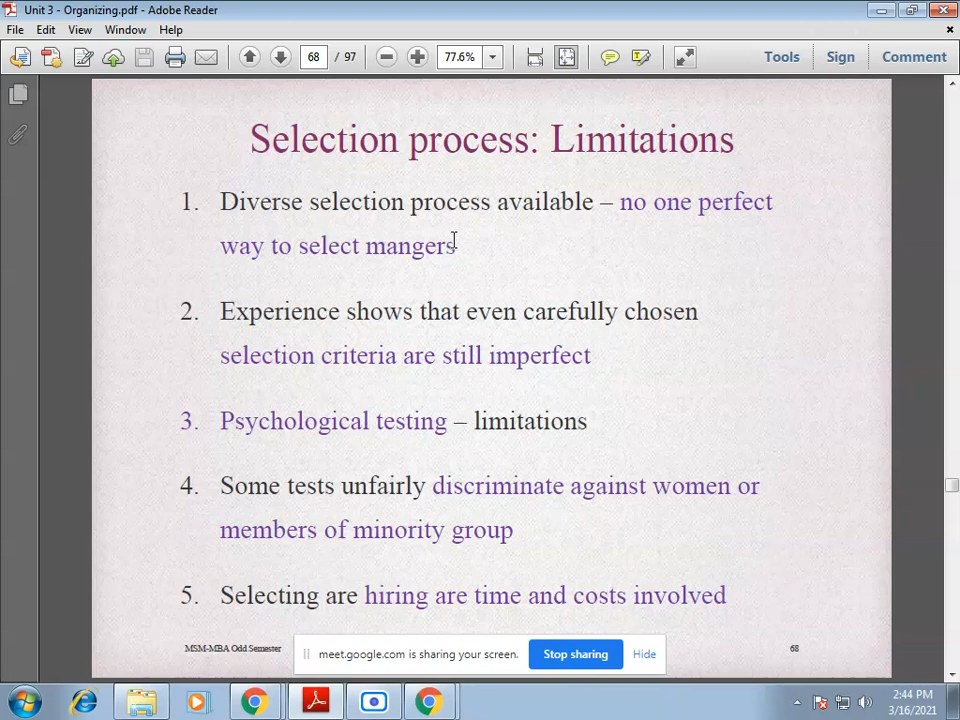 Unit 3 - Organizing.pdf - Adobe Reader
File Edit View Window Help
68 / 97 77.6% Tools Sign Comment
Selection process: Limitations
1. Diverse selection process available – no one perfect
way to select mangers
2. Experience shows that even carefully chosen
selection criteria are still imperfect
3. Psychological testing – limitations
4. Some tests unfairly discriminate against women or
members of minority group
5. Selecting are hiring are time and costs involved
MSM-MBA Odd Semester
68
meet.google.com is sharing your screen. Stop sharing Hide
2:44 PM
3/16/2021